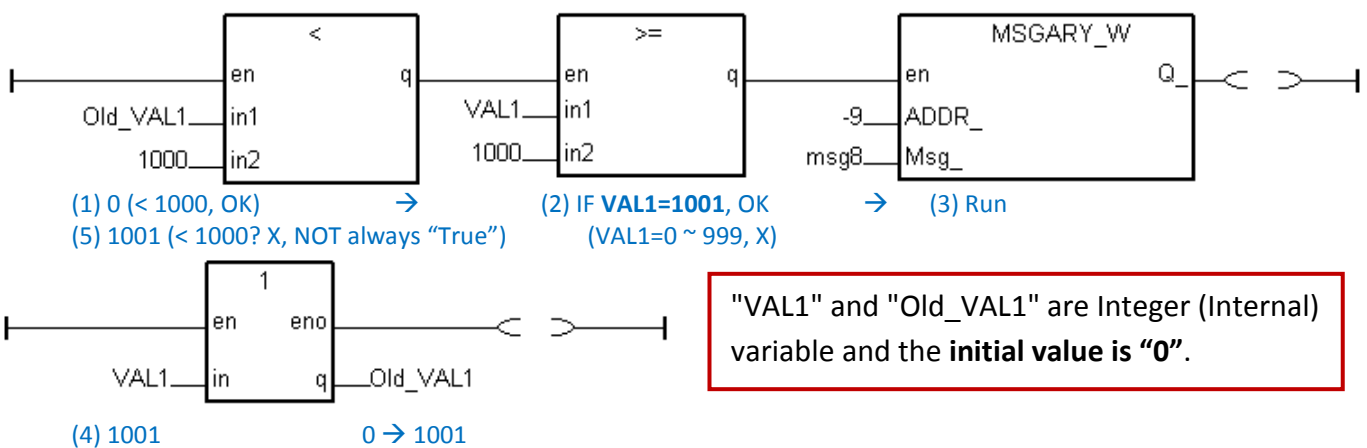 < >= MSGARY_W
en q en q en Q_
Old_VAL1 in1 VAL1 in1 -9 ADDR_
1000 in2 1000 in2 msg8 Msg_
(1) 0 (< 1000, OK) → (2) IF VAL1=1001, OK → (3) Run
(5) 1001 (< 1000? X, NOT always “True”) (VAL1=0 ~ 999, X)
1
en eno
VAL1 in q Old_VAL1
(4) 1001 0 → 1001
"VAL1" and "Old_VAL1" are Integer (Internal)
variable and the initial value is “0”.